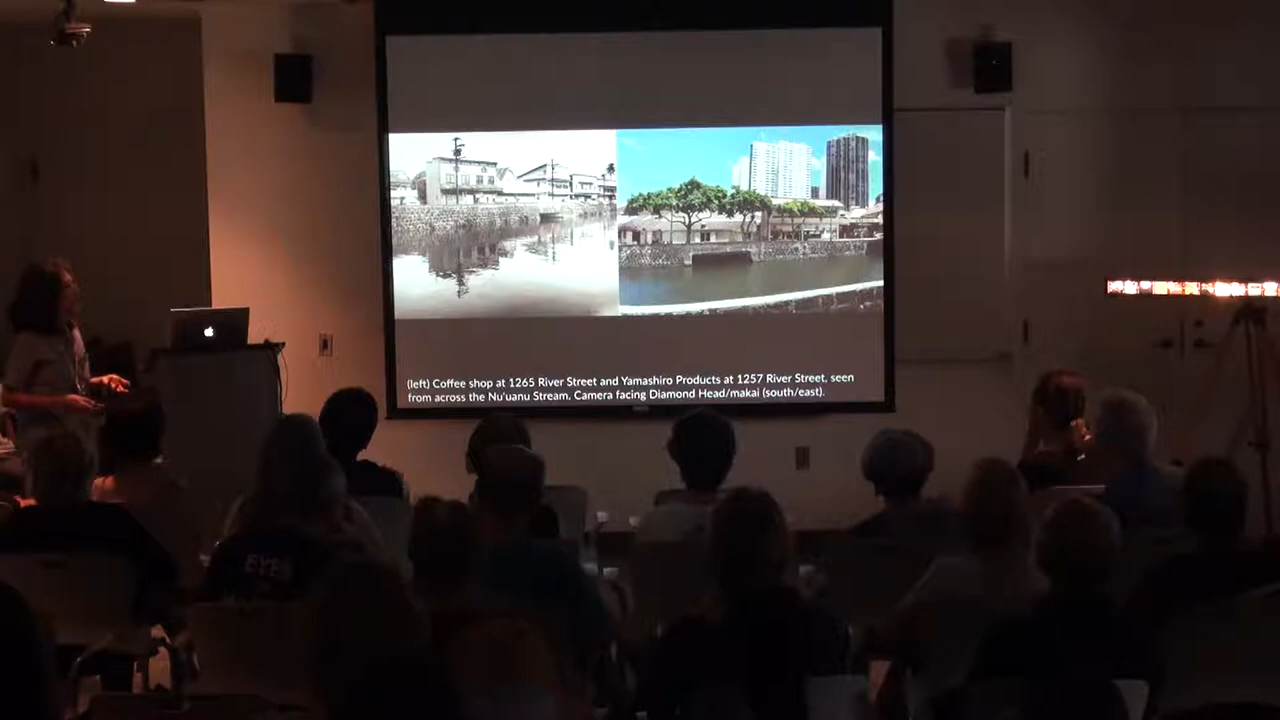 (left) Coffee shop at 1265 River Street and Yamashiro Products at 1257 River Street, seen
from across the Nu'uanu Stream. Camera facing Diamond Head/makai (south/east).
EYES